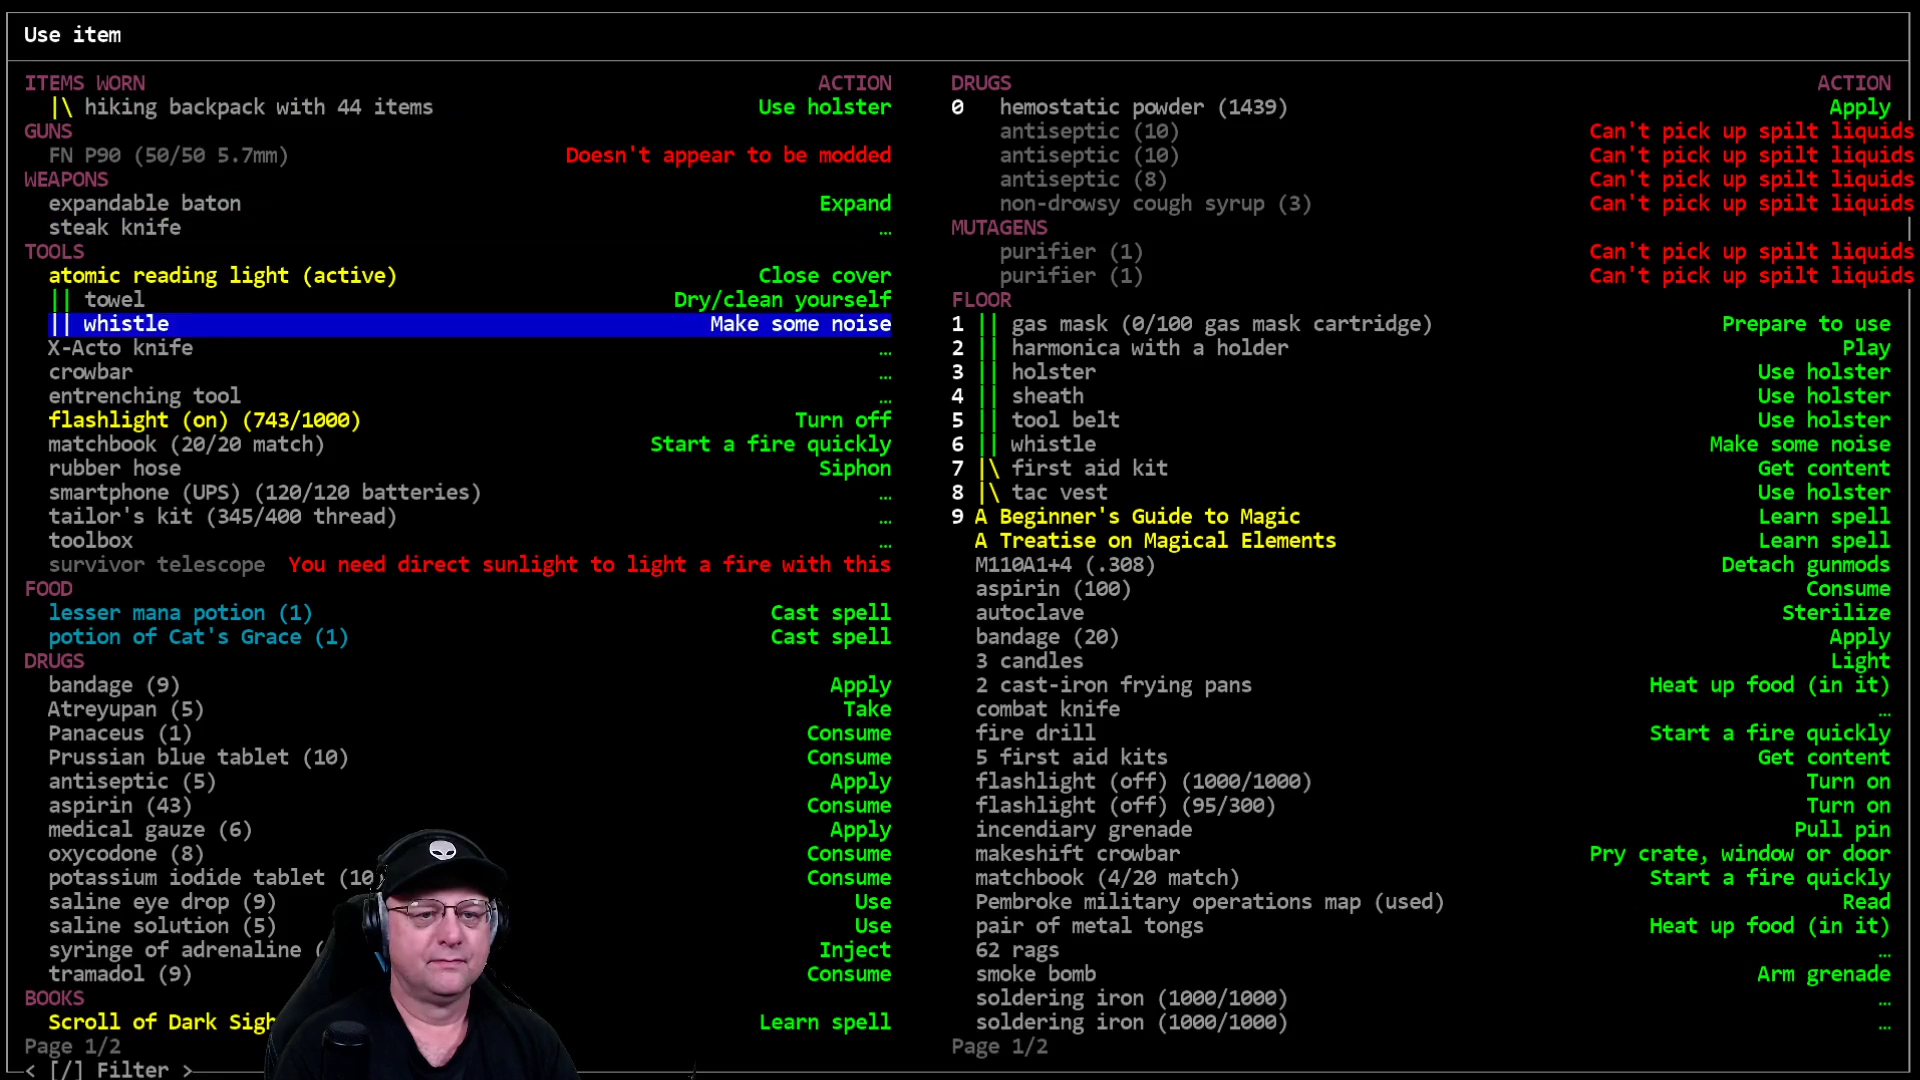 Use item
ITEMS WORN ACTION
|\ hiking backpack with 44 items Use holster
GUNS
FN P90 (50/50 5.7mm) Doesn't appear to be modded
WEAPONS
expandable baton Expand
steak knife …
TOOLS
atomic reading light (active) Close cover
|| towel Dry/clean yourself
|| whistle Make some noise
X-Acto knife …
crowbar …
entrenching tool …
flashlight (on) (743/1000) Turn off
matchbook (20/20 match) Start a fire quickly
rubber hose Siphon
smartphone (UPS) (120/120 batteries) …
tailor's kit (345/400 thread) …
toolbox …
survivor telescope You need direct sunlight to light a fire with this
FOOD
lesser mana potion (1) Cast spell
potion of Cat's Grace (1) Cast spell
DRUGS
bandage (9) Apply
Atreyupan (5) Take
Panaceus (1) Consume
Prussian blue tablet (10) Consume
antiseptic (5) Apply
aspirin (43) Consume
medical gauze (6) Apply
oxycodone (8) Consume
potassium iodide tablet (10 Consume
saline eye drop (9) Use
saline solution (5) Use
syringe of adrenaline ( Inject
tramadol (9) Consume
BOOKS
Scroll of Dark Sigh Learn spell
Page 1/2
< [/] Filter >
DRUGS ACTION
0 hemostatic powder (1439) Apply
antiseptic (10) Can't pick up spilt liquids
antiseptic (10) Can't pick up spilt liquids
antiseptic (8) Can't pick up spilt liquids
non-drowsy cough syrup (3) Can't pick up spilt liquids
MUTAGENS
purifier (1) Can't pick up spilt liquids
purifier (1) Can't pick up spilt liquids
FLOOR
1 || gas mask (0/100 gas mask cartridge) Prepare to use
2 || harmonica with a holder Play
3 || holster Use holster
4 || sheath Use holster
5 || tool belt Use holster
6 || whistle Make some noise
7 |\ first aid kit Get content
8 |\ tac vest Use holster
9 A Beginner's Guide to Magic Learn spell
A Treatise on Magical Elements Learn spell
M110A1+4 (.308) Detach gunmods
aspirin (100) Consume
autoclave Sterilize
bandage (20) Apply
3 candles Light
2 cast-iron frying pans Heat up food (in it)
combat knife …
fire drill Start a fire quickly
5 first aid kits Get content
flashlight (off) (1000/1000) Turn on
flashlight (off) (95/300) Turn on
incendiary grenade Pull pin
makeshift crowbar Pry crate, window or door
matchbook (4/20 match) Start a fire quickly
Pembroke military operations map (used) Read
pair of metal tongs Heat up food (in it)
62 rags …
smoke bomb Arm grenade
soldering iron (1000/1000) …
soldering iron (1000/1000) …
Page 1/2